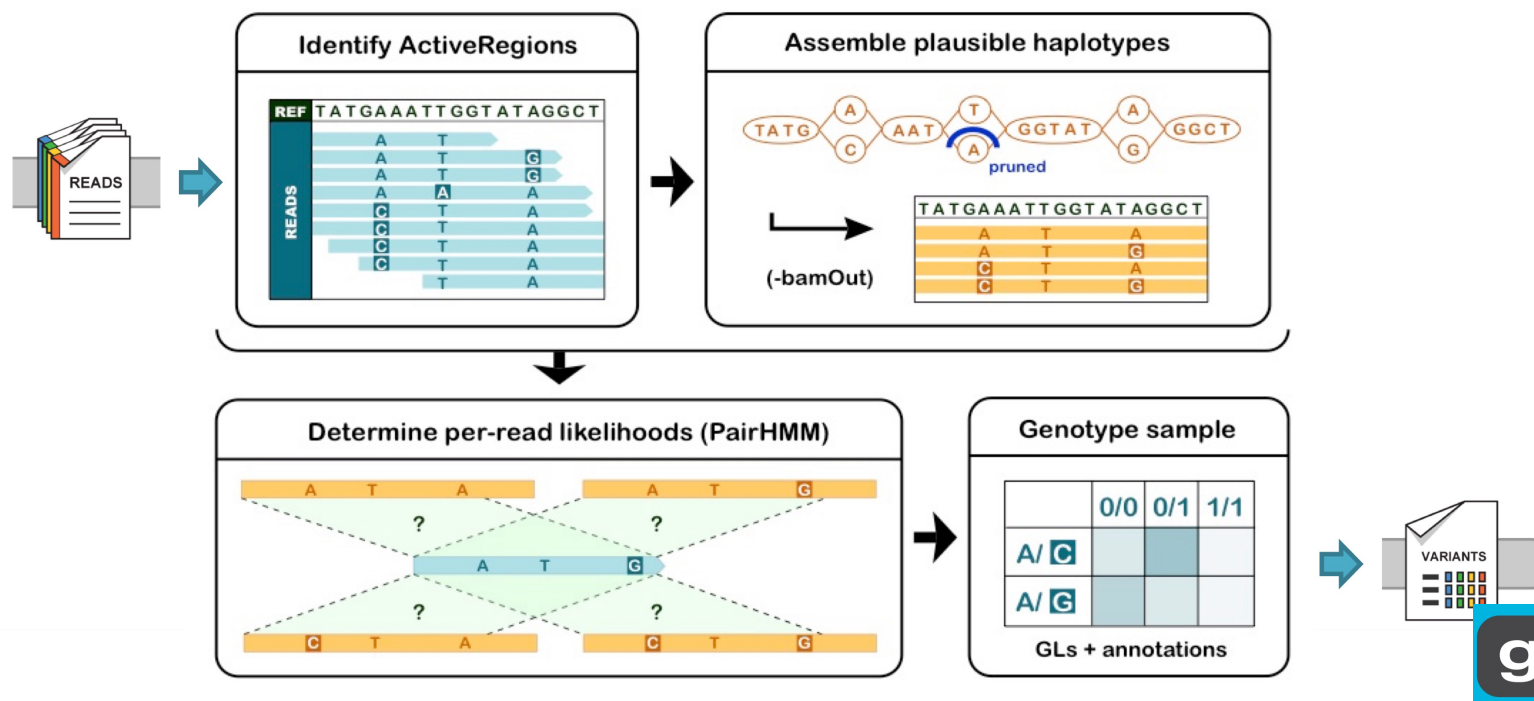 Identify ActiveRegions
Assemble plausible haplotypes
READS
REF TATGAAATTGGTATAGGCT
READS
A T
A T G
A T G
A A A
C T A
C T A
C T A
C T A
T A
TATG
A
C
AAT
T
A
GGTAT
A
G
GGCT
pruned
(-bamOut)
TATGAAATTGGTATAGGCT
A T A
A T G
C T A
C T G
Determine per-read likelihoods (PairHMM)
A T A
A T G
? ?
A T G
? ?
C T A
C T G
Genotype sample
0/0 0/1 1/1
A/ C
A/ G
GLs + annotations
VARIANTS
g